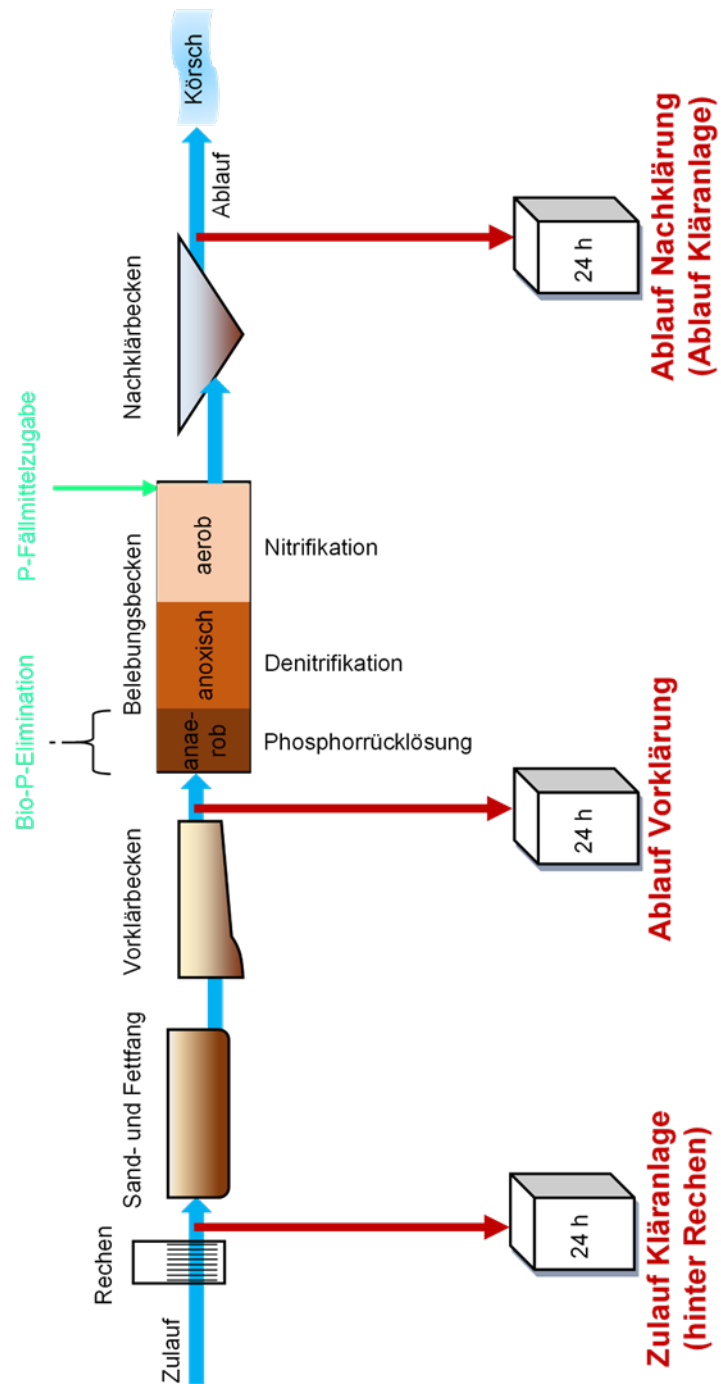 Bio-P-Elimination
P-Fällmittelzugabe
Rechen
Sand- und Fettfang
Vorklärbecken
Belebungsbecken
Nachklärbecken
Zulauf
anae-
rob
anoxisch
aerob
Ablauf
Körsch
Phosphorrücklösung
Denitrifikation
Nitrifikation
24 h
24 h
24 h
Zulauf Kläranlage
(hinter Rechen)
Ablauf Vorklärung
Ablauf Nachklärung
(Ablauf Kläranlage)